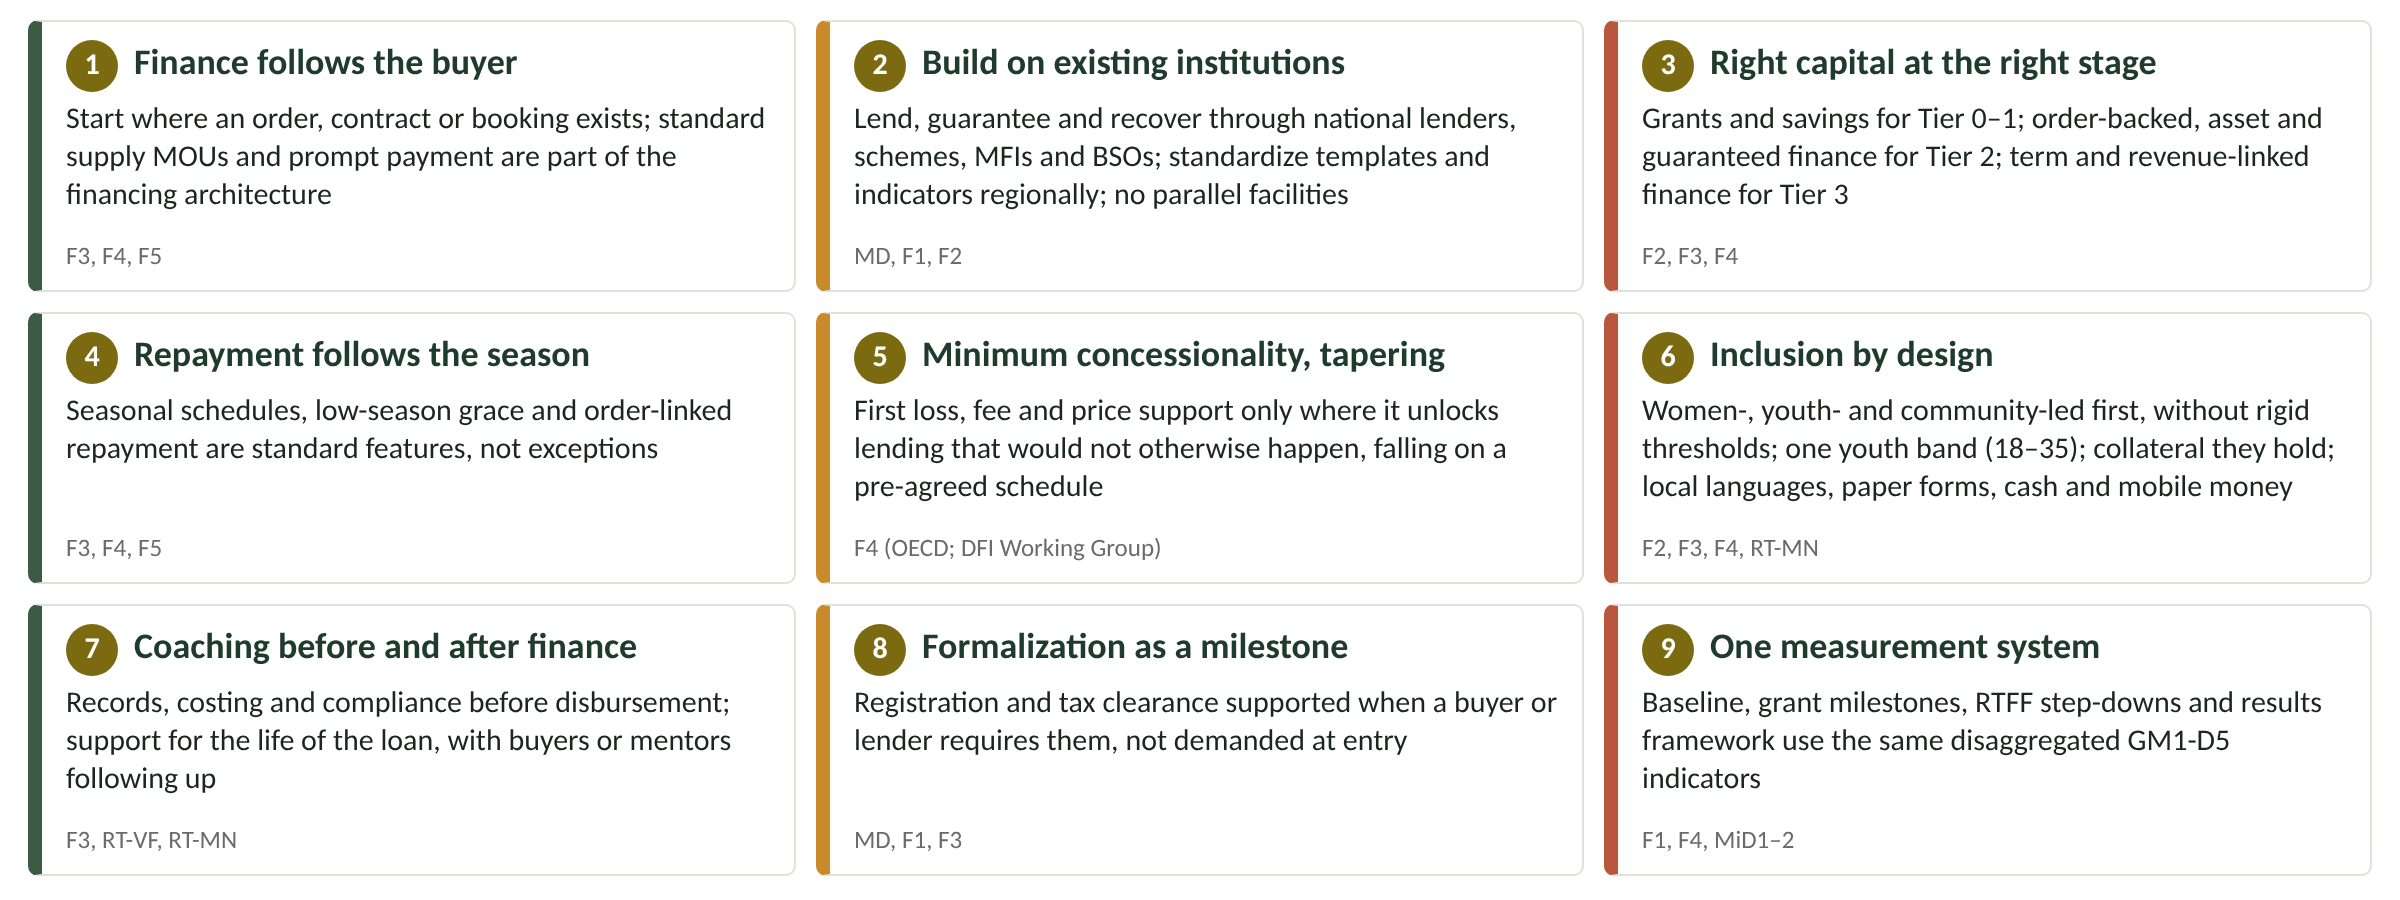 1 Finance follows the buyer
Start where an order, contract or booking exists; standard
supply MOUs and prompt payment are part of the
financing architecture
F3, F4, F5
2 Build on existing institutions
Lend, guarantee and recover through national lenders,
schemes, MFIs and BSOs; standardize templates and
indicators regionally; no parallel facilities
MD, F1, F2
3 Right capital at the right stage
Grants and savings for Tier 0–1; order-backed, asset and
guaranteed finance for Tier 2; term and revenue-linked
finance for Tier 3
F2, F3, F4
4 Repayment follows the season
Seasonal schedules, low-season grace and order-linked
repayment are standard features, not exceptions
F3, F4, F5
5 Minimum concessionality, tapering
First loss, fee and price support only where it unlocks
lending that would not otherwise happen, falling on a
pre-agreed schedule
F4 (OECD; DFI Working Group)
6 Inclusion by design
Women-, youth- and community-led first, without rigid
thresholds; one youth band (18–35); collateral they hold;
local languages, paper forms, cash and mobile money
F2, F3, F4, RT-MN
7 Coaching before and after finance
Records, costing and compliance before disbursement;
support for the life of the loan, with buyers or mentors
following up
F3, RT-VF, RT-MN
8 Formalization as a milestone
Registration and tax clearance supported when a buyer or
lender requires them, not demanded at entry
MD, F1, F3
9 One measurement system
Baseline, grant milestones, RTFF step-downs and results
framework use the same disaggregated GM1-D5
indicators
F1, F4, MiD1–2